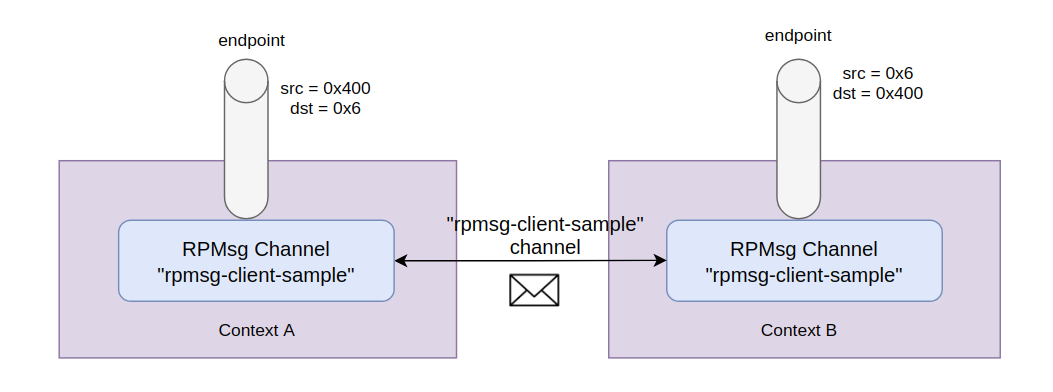 endpoint
src = 0x400
dst = 0x6
endpoint
src = 0x6
dst = 0x400
"rpmsg-client-sample"
channel
RPMsg Channel
"rpmsg-client-sample"
Context A
RPMsg Channel
"rpmsg-client-sample"
Context B